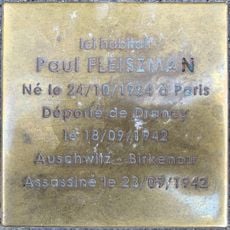 Ici habitait
Paul FLEISZMAN
Né le 24/10/1924 à Paris
Déporté de Drancy
le 18/09/1942
Auschwitz - Birkenau
Assassiné le 23/09/1942